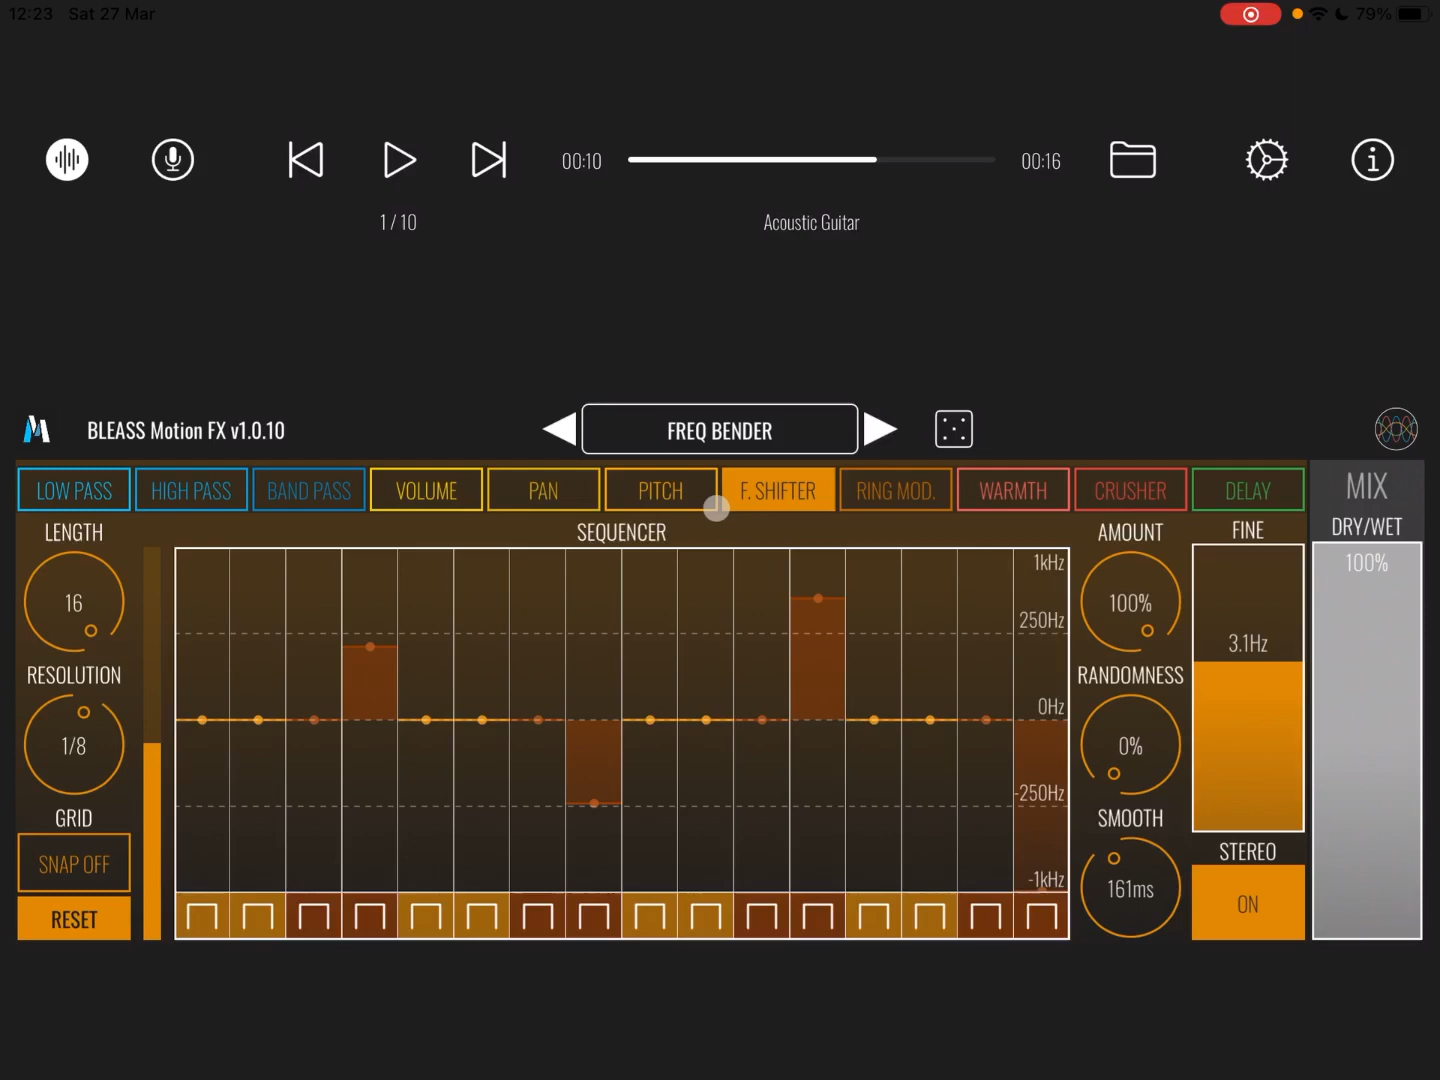 12:23 Sat 27 Mar
79%
00:10
00:16
1 / 10
Acoustic Guitar
BLEASS Motion FX v1.0.10
FREQ BENDER
LOW PASS
HIGH PASS
BAND PASS
VOLUME
PAN
PITCH
F. SHIFTER
RING MOD.
WARMTH
CRUSHER
DELAY
MIX
LENGTH
SEQUENCER
AMOUNT
FINE
DRY/WET
16
1kHz
250Hz
0Hz
-250Hz
-1kHz
100%
3.1Hz
100%
RESOLUTION
1/8
RANDOMNESS
0%
GRID
SNAP OFF
RESET
SMOOTH
161ms
STEREO
ON